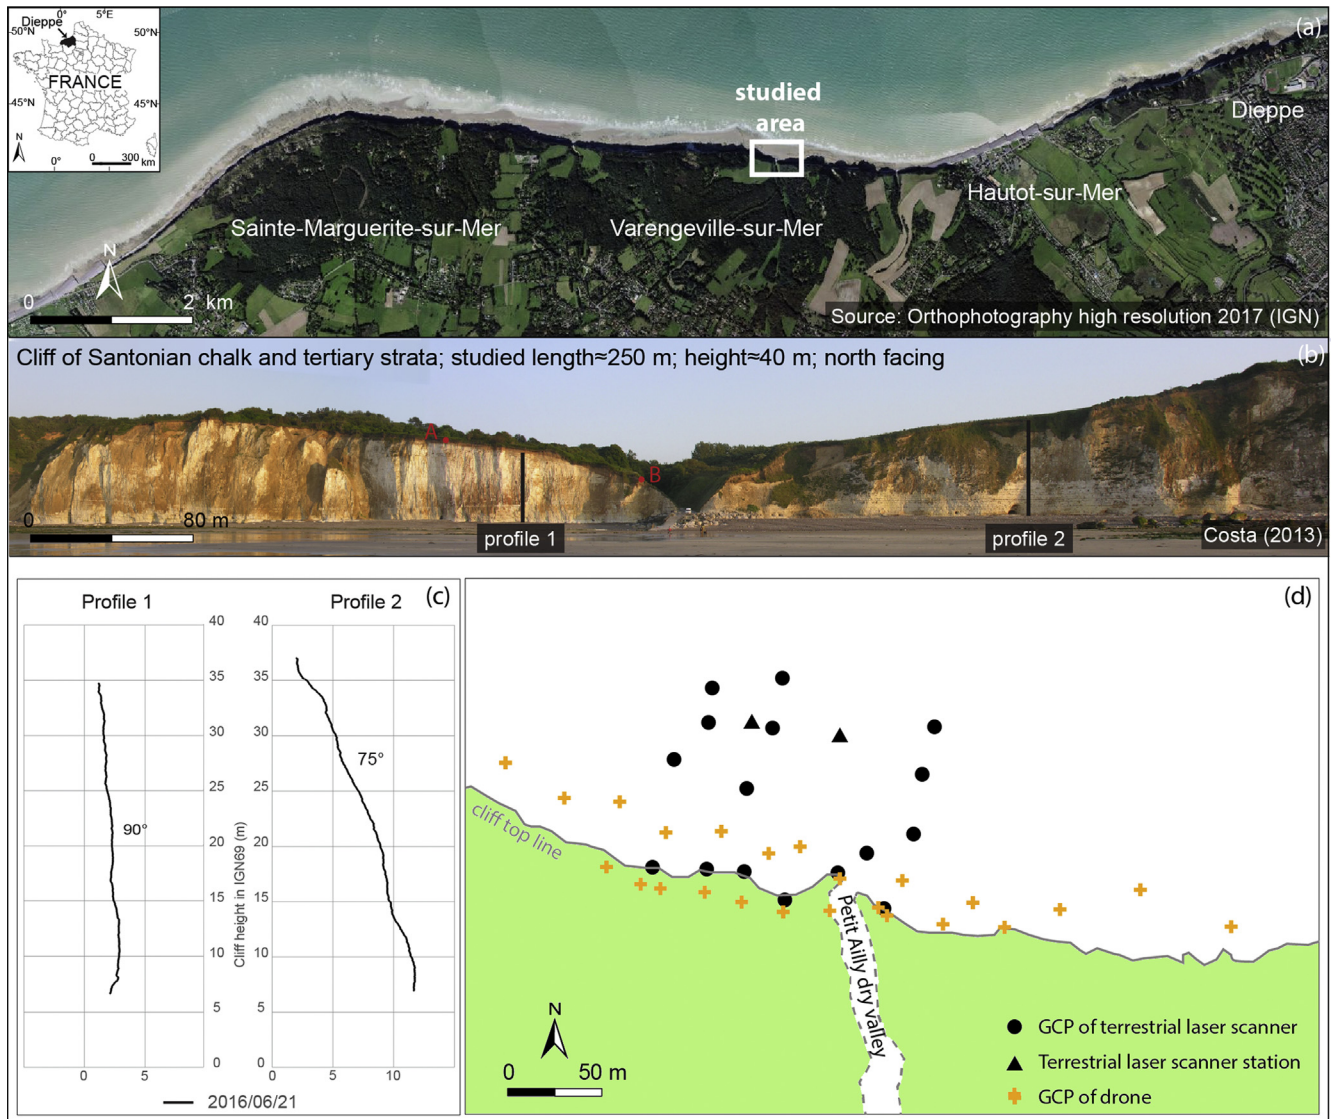 Dieppe
0°
5°E
50°N
50°N
FRANCE
45°N
45°N
N
0°
0 300
km
(a)
studied
area
Dieppe
Hautot-sur-Mer
Sainte-Marguerite-sur-Mer
Varengeville-sur-Mer
N
0 2 km
Source: Orthophotography high resolution 2017 (IGN)
Cliff of Santonian chalk and tertiary strata; studied length≈250 m; height≈40 m; north facing
(b)
A
B
0 80 m
profile 1
profile 2
Costa (2013)
(c)
Profile 1
Profile 2
40
35
30
25
20
15
10
5
0
Cliff height in IGN69 (m)
40
35
30
25
20
15
10
5
0
90°
75°
0 5
0 5 10
2016/06/21
(d)
cliff top line
Petit Ailly dry valley
N
0 50 m
GCP of terrestrial laser scanner
Terrestrial laser scanner station
GCP of drone